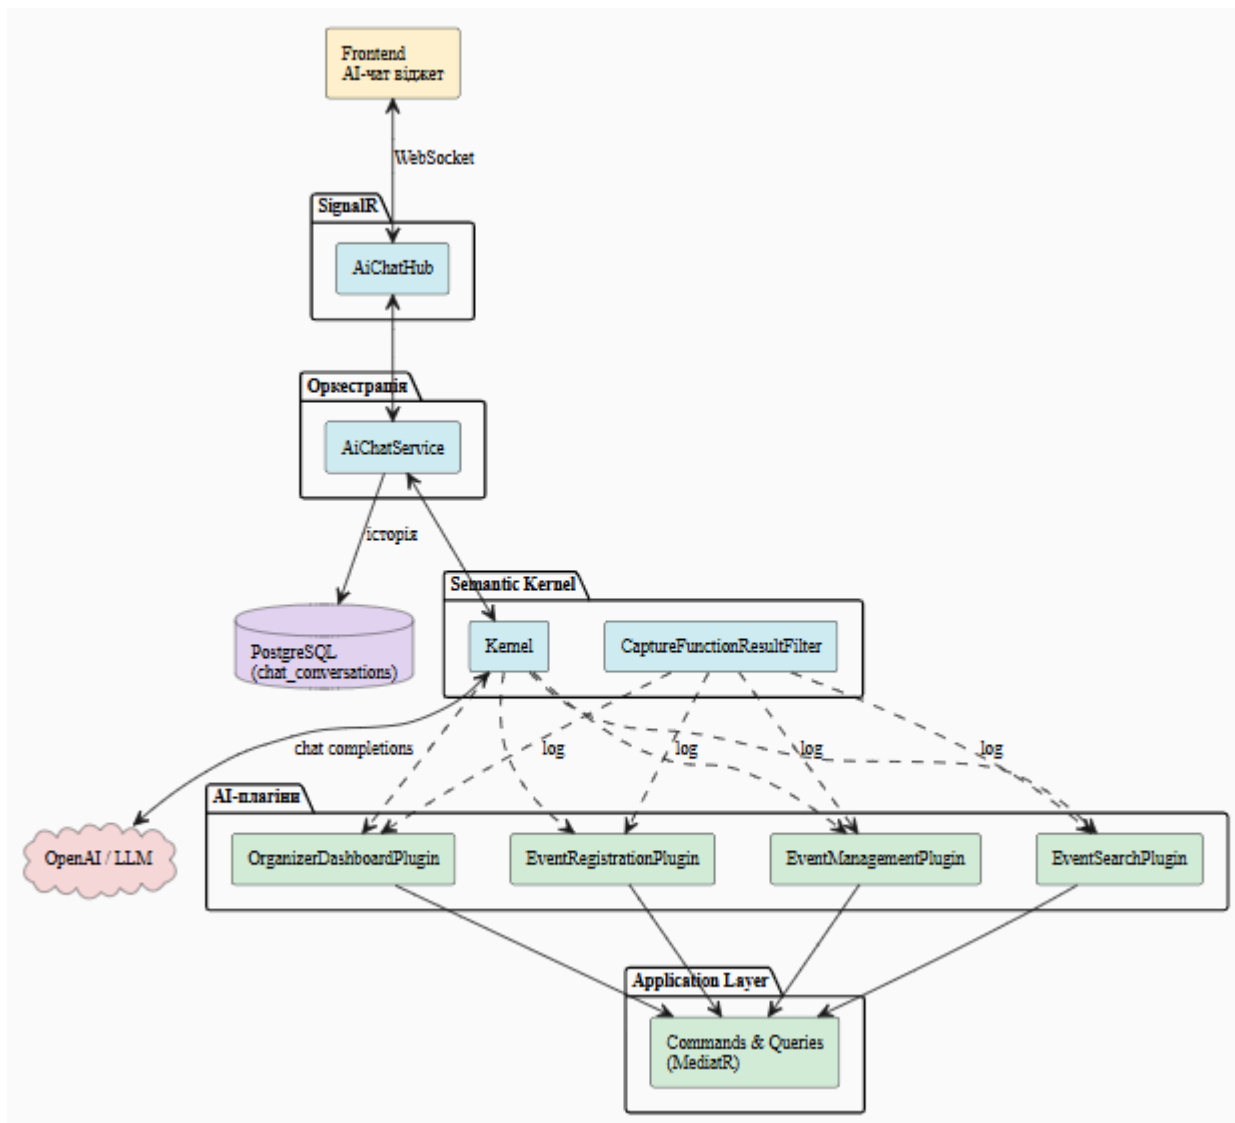 Frontend
AI-чат віджет
WebSocket
SignalR
AiChatHub
Оркестрація
AiChatService
історія
Semantic Kernel
PostgreSQL
(chat_conversations)
Kernel
CaptureFunctionResultFilter
chat completions
log
log
log
log
AI-плагіни
OpenAI / LLM
OrganizerDashboardPlugin
EventRegistrationPlugin
EventManagementPlugin
EventSearchPlugin
Application Layer
Commands & Queries
(MediatR)